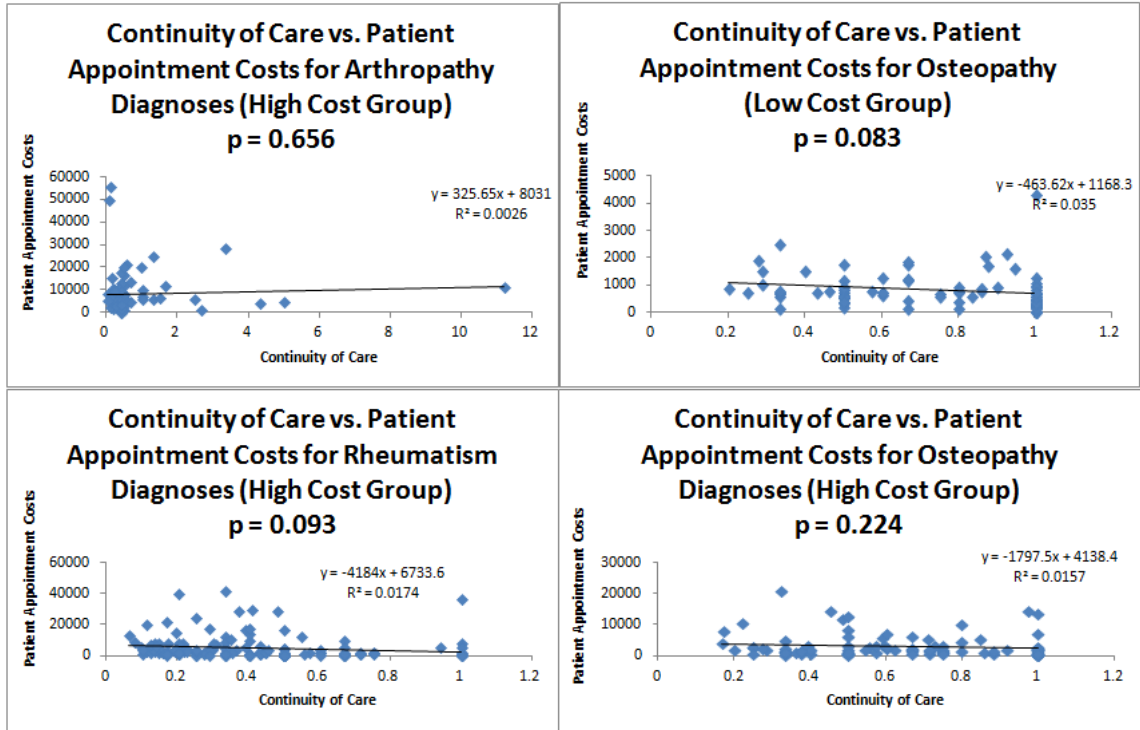 Continuity of Care vs. Patient
Appointment Costs for Arthropathy
Diagnoses (High Cost Group)
p = 0.656
Patient Appointment Costs
60000
50000
40000
30000
20000
10000
0
y = 325.65x + 8031
R² = 0.0026
0 2 4 6 8 10 12
Continuity of Care
Continuity of Care vs. Patient
Appointment Costs for Osteopathy
(Low Cost Group)
p = 0.083
Patient Appointment Costs
5000
4000
3000
2000
1000
0
y = -463.62x + 1168.3
R² = 0.035
0 0.2 0.4 0.6 0.8 1 1.2
Continuity of Care
Continuity of Care vs. Patient
Appointment Costs for Rheumatism
Diagnoses (High Cost Group)
p = 0.093
Patient Appointment Costs
60000
40000
20000
0
y = -4184x + 6733.6
R² = 0.0174
0 0.2 0.4 0.6 0.8 1 1.2
Continuity of Care
Continuity of Care vs. Patient
Appointment Costs for Osteopathy
Diagnoses (High Cost Group)
p = 0.224
Patient Appointment Costs
30000
20000
10000
0
y = -1797.5x + 4138.4
R² = 0.0157
0 0.2 0.4 0.6 0.8 1 1.2
Continuity of Care